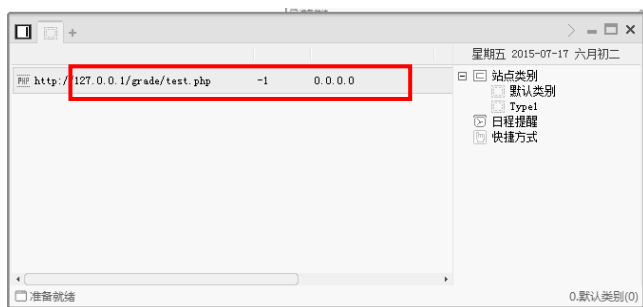 星期五 2015-07-17 六月初二
PHP http://127.0.0.1/grade/test.php -1 0.0.0.0
站点类别
默认类别
Type1
日程提醒
快捷方式
准备就绪
0.默认类别(0)